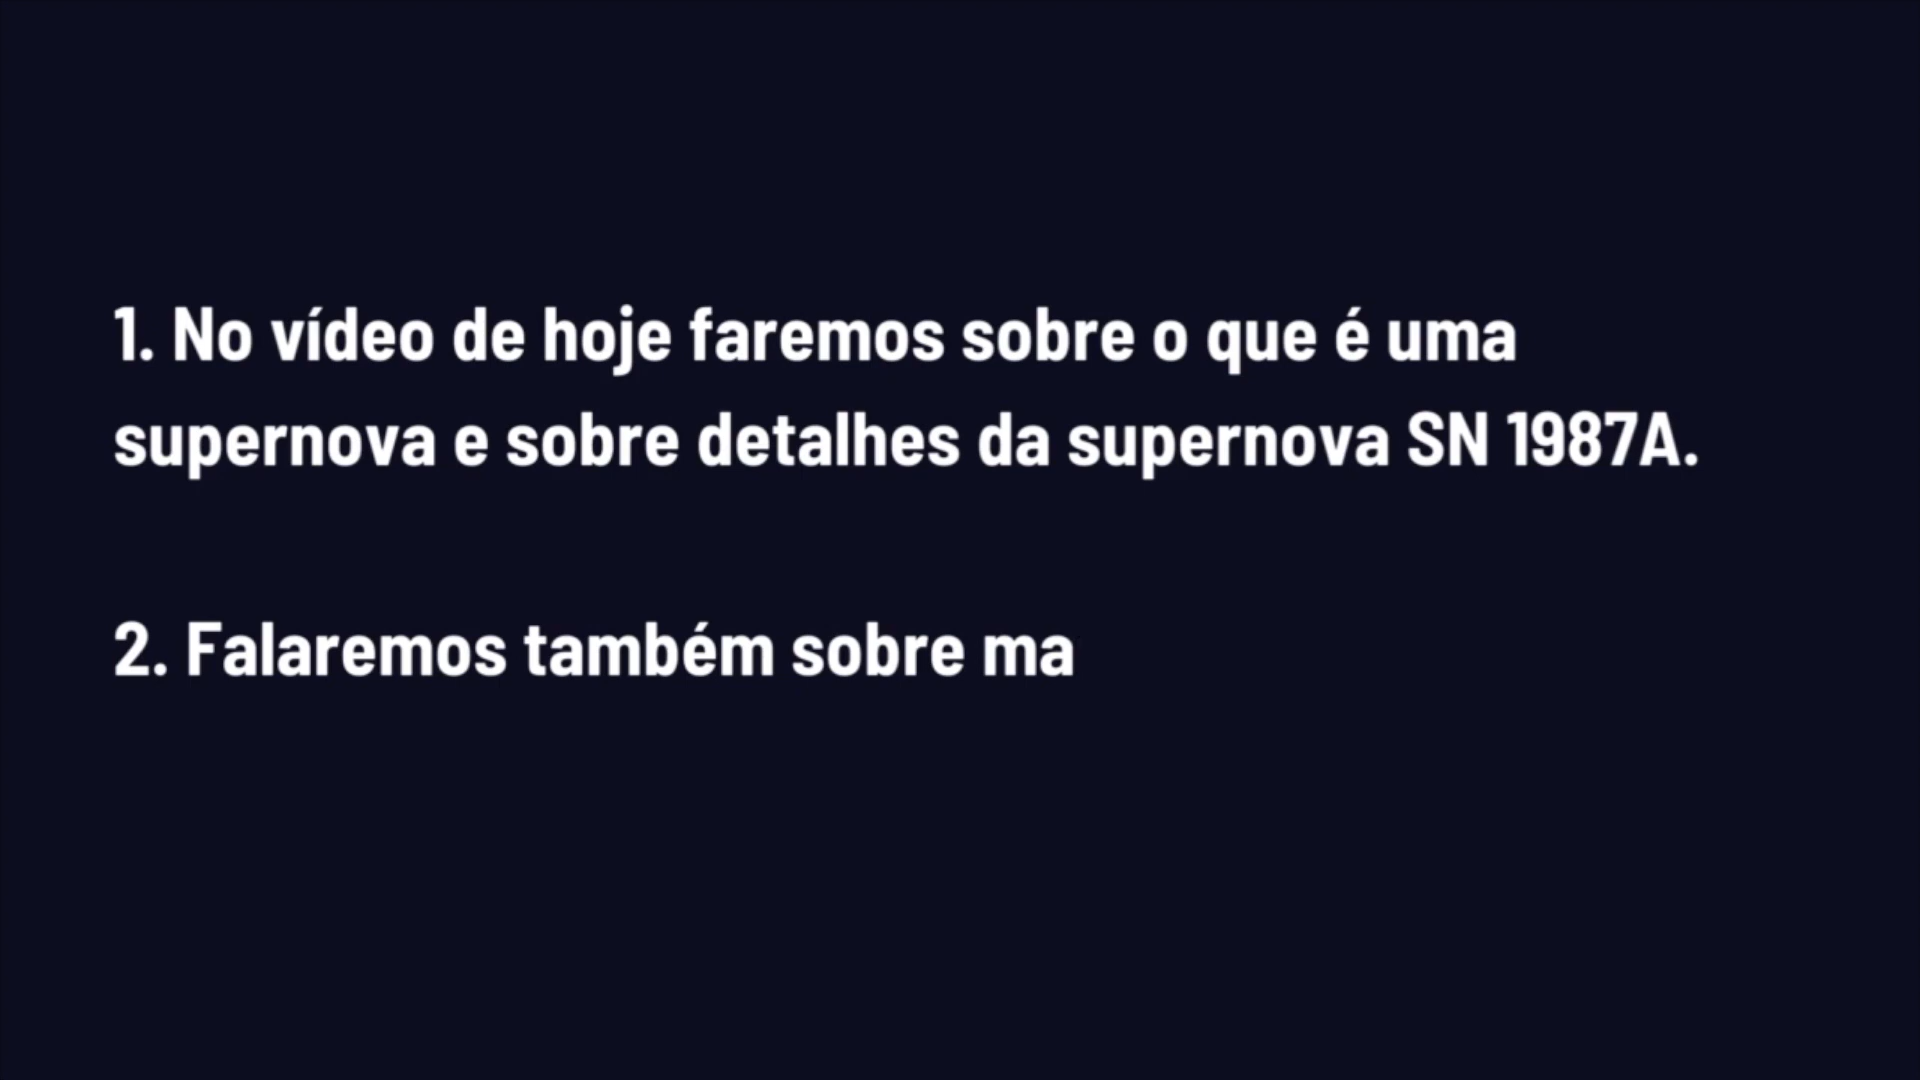 1. No vídeo de hoje faremos sobre o que é uma
supernova e sobre detalhes da supernova SN 1987A.
2. Falaremos também sobre ma